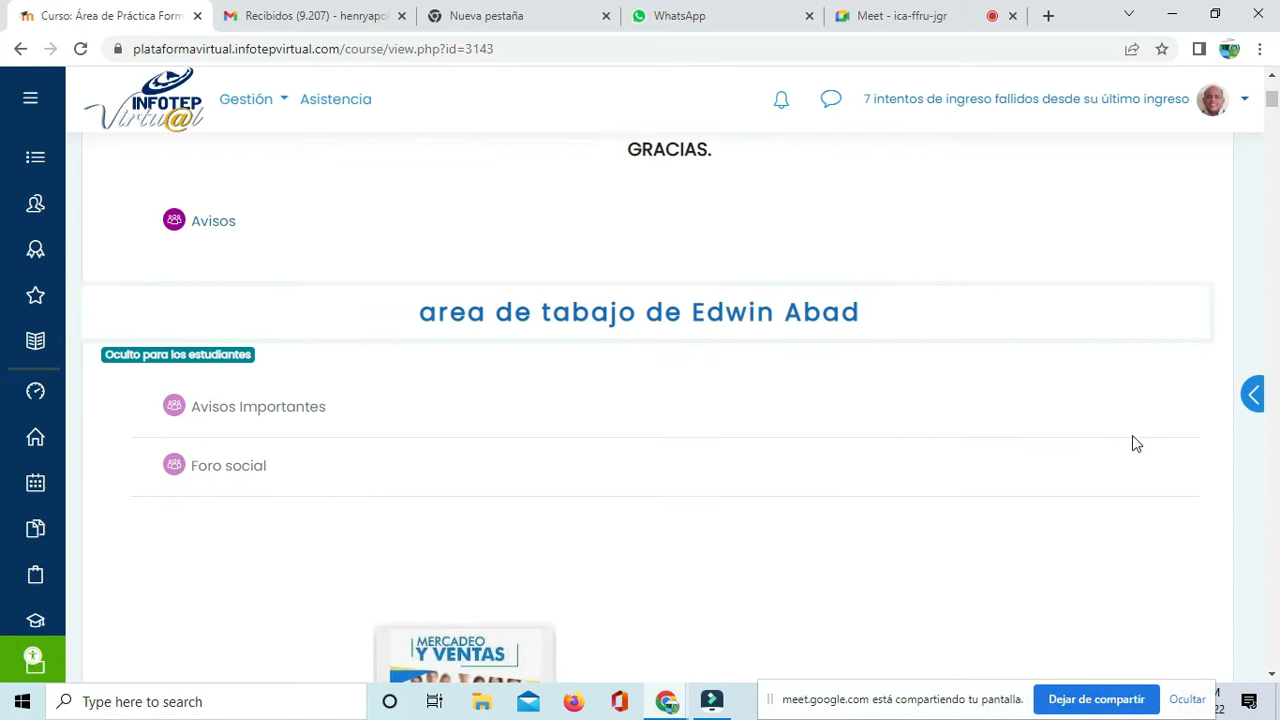 Curso: Área de Práctica Form
Recibidos (9.207) - henryapol
Nueva pestaña
WhatsApp
Meet - ica-ffru-jgr
plataformavirtual.infotepvirtual.com/course/view.php?id=3143
INFOTEP
Virtu@l
Gestión
Asistencia
7 intentos de ingreso fallidos desde su último ingreso
GRACIAS.
Avisos
area de tabajo de Edwin Abad
Oculto para los estudiantes
Avisos Importantes
Foro social
MERCADEO
Y VENTAS
meet.google.com está compartiendo tu pantalla.
Dejar de compartir
Ocultar
Type here to search